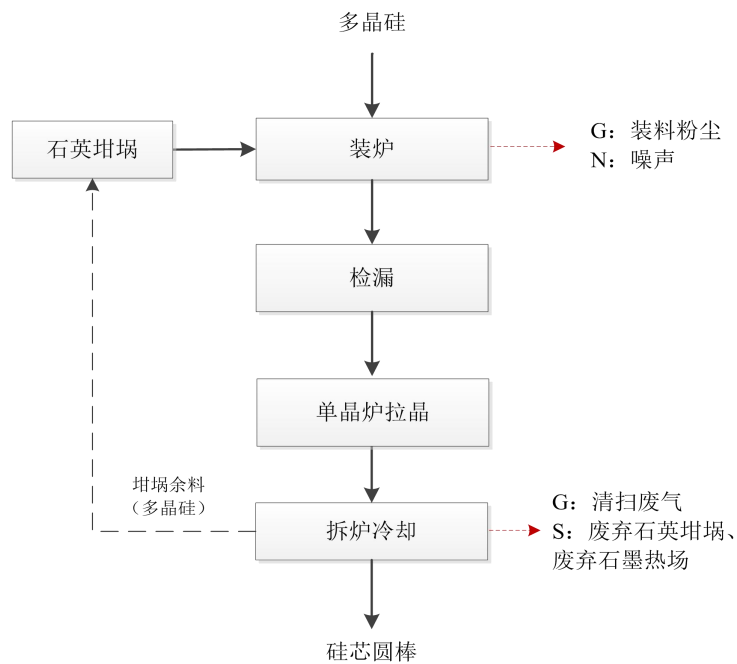 多晶硅
石英坩埚
装炉
G：装料粉尘
N：噪声
检漏
单晶炉拉晶
坩埚余料
（多晶硅）
拆炉冷却
G：清扫废气
S：废弃石英坩埚、
废弃石墨热场
硅芯圆棒